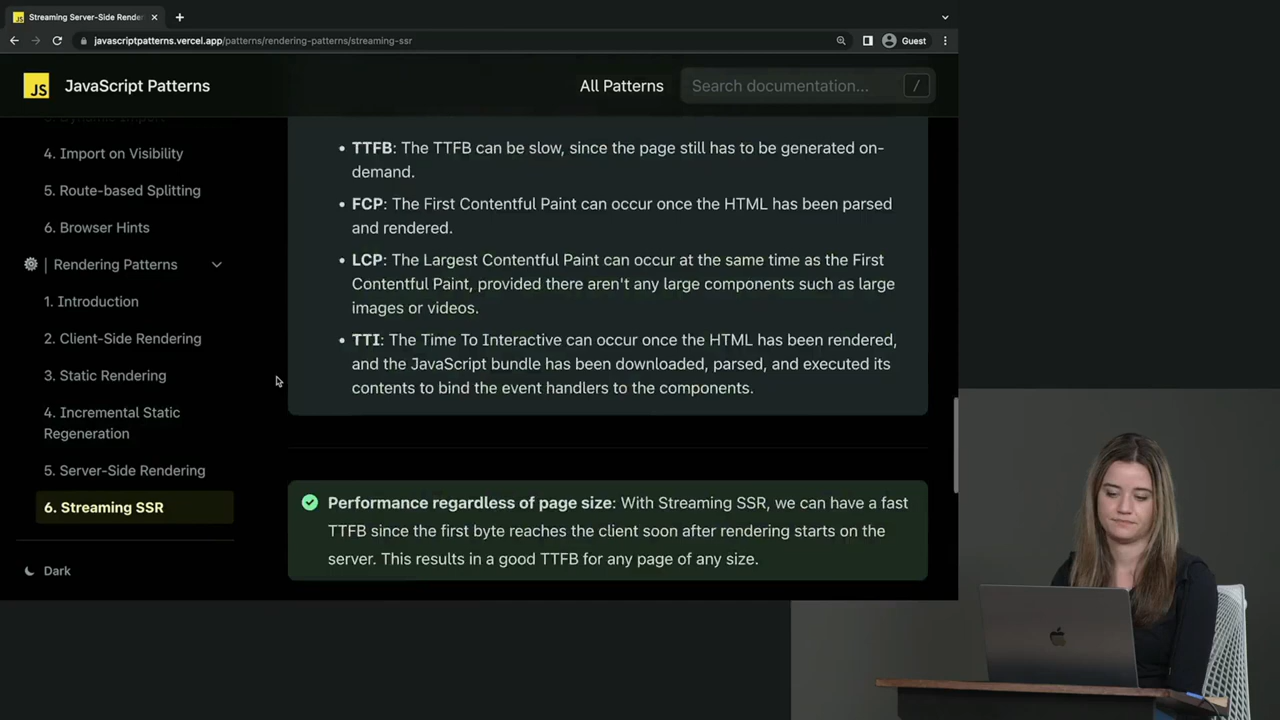 Streaming Server-Side Render
javascriptpatterns.vercel.app/patterns/rendering-patterns/streaming-ssr
Guest
JS
JavaScript Patterns
All Patterns
Search documentation...
/
3. Dynamic Import
4. Import on Visibility
5. Route-based Splitting
6. Browser Hints
Rendering Patterns
1. Introduction
2. Client-Side Rendering
3. Static Rendering
4. Incremental Static
Regeneration
5. Server-Side Rendering
6. Streaming SSR
Dark
• TTFB: The TTFB can be slow, since the page still has to be generated on-
demand.
• FCP: The First Contentful Paint can occur once the HTML has been parsed
and rendered.
• LCP: The Largest Contentful Paint can occur at the same time as the First
Contentful Paint, provided there aren't any large components such as large
images or videos.
• TTI: The Time To Interactive can occur once the HTML has been rendered,
and the JavaScript bundle has been downloaded, parsed, and executed its
contents to bind the event handlers to the components.
Performance regardless of page size: With Streaming SSR, we can have a fast
TTFB since the first byte reaches the client soon after rendering starts on the
server. This results in a good TTFB for any page of any size.